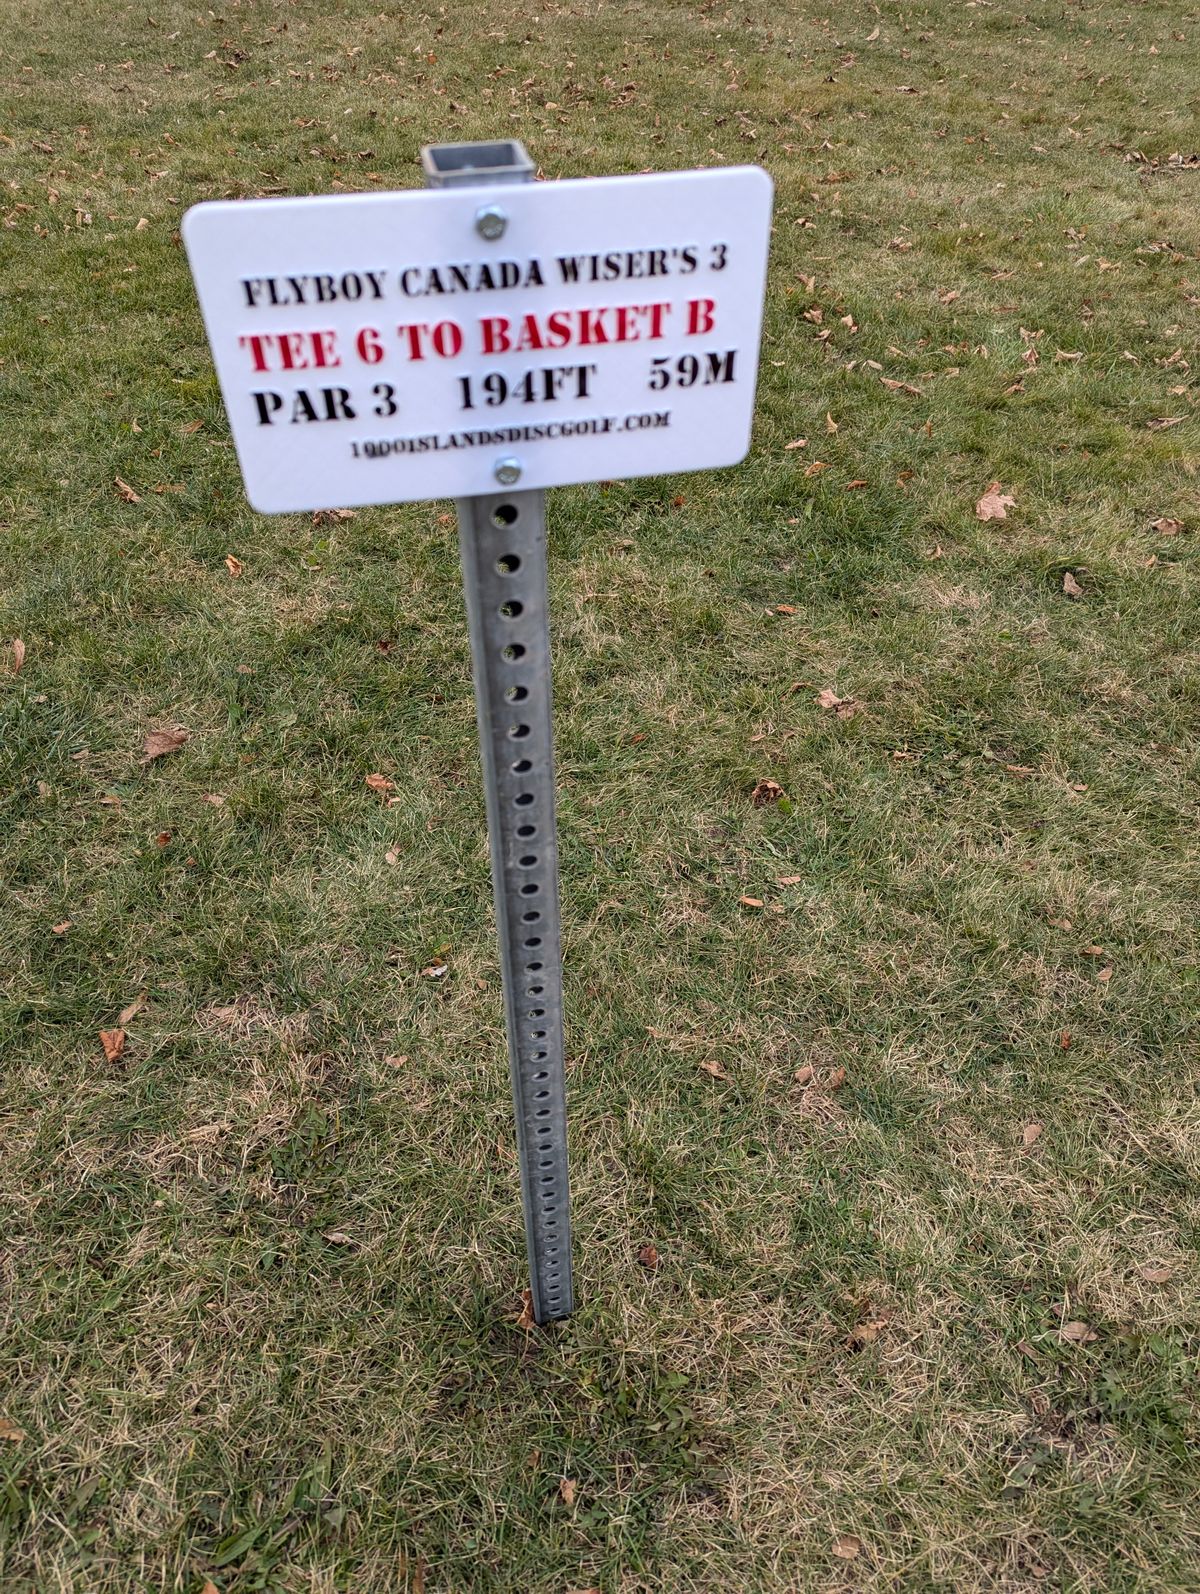 FLYBOY CANADA WISER'S 3
TEE 6 TO BASKET B
PAR 3 194FT 59M
1000ISLANDSDISCGOLF.COM